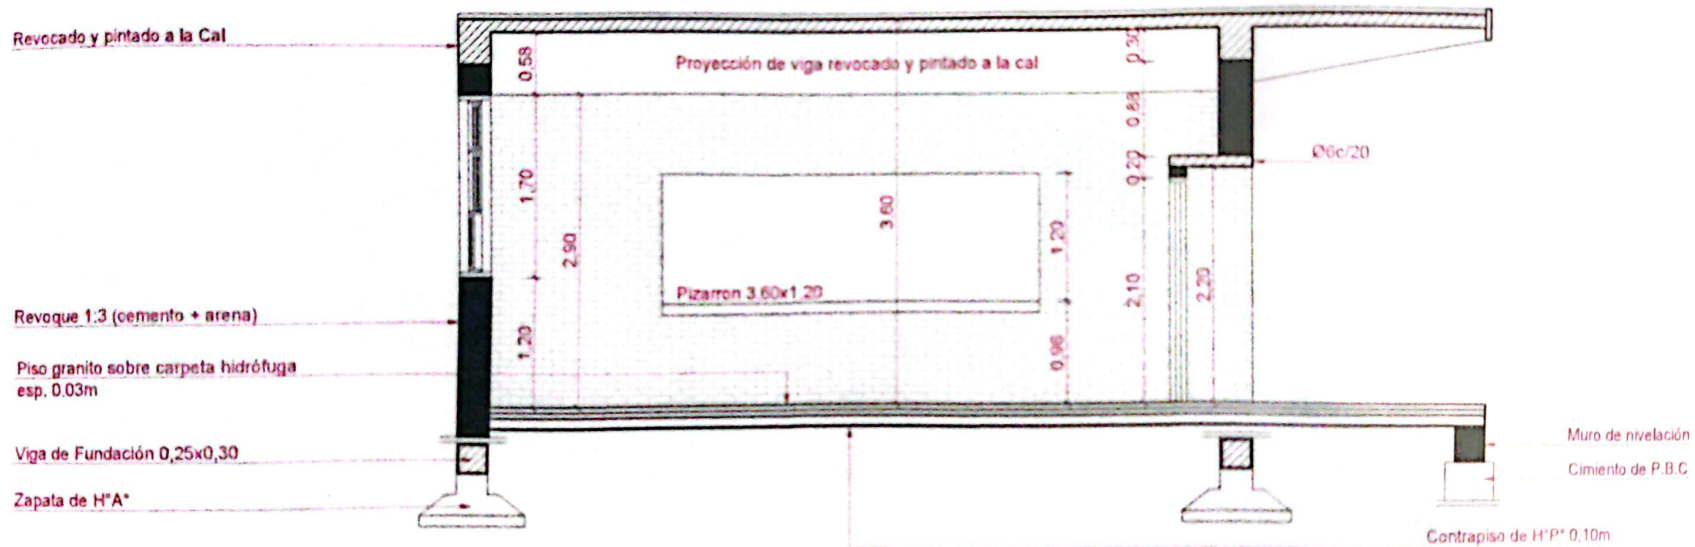 Revocado y pintado a la Cal
Proyección de viga revocado y pintado a la cal
0.58
0.30
0.88
0.20
Ø6c/20
1.70
2.90
3.60
1.20
2.10
2.20
Pizarron 3.60x1.20
Revoque 1:3 (cemento + arena)
1.20
0.98
Piso granito sobre carpeta hidrófuga
esp. 0.03m
Viga de Fundación 0,25x0,30
Zapata de H°A°
Muro de nivelación
Cimiento de P.B.C
Contrapiso de H°P° 0,10m